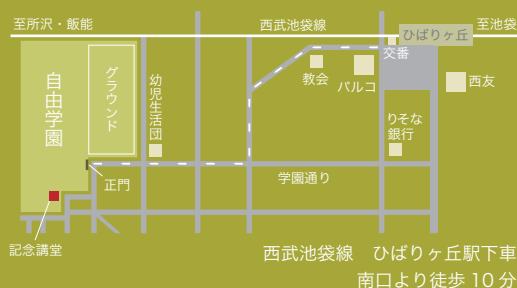 至所沢・飯能
西武池袋線
ひばりヶ丘
至池袋
交番
教会
パルコ
西友
グラウンド
自由学園
幼児生活団
りそな
銀行
正門
学園通り
記念講堂
西武池袋線　ひばりヶ丘駅下車
南口より徒歩 10 分